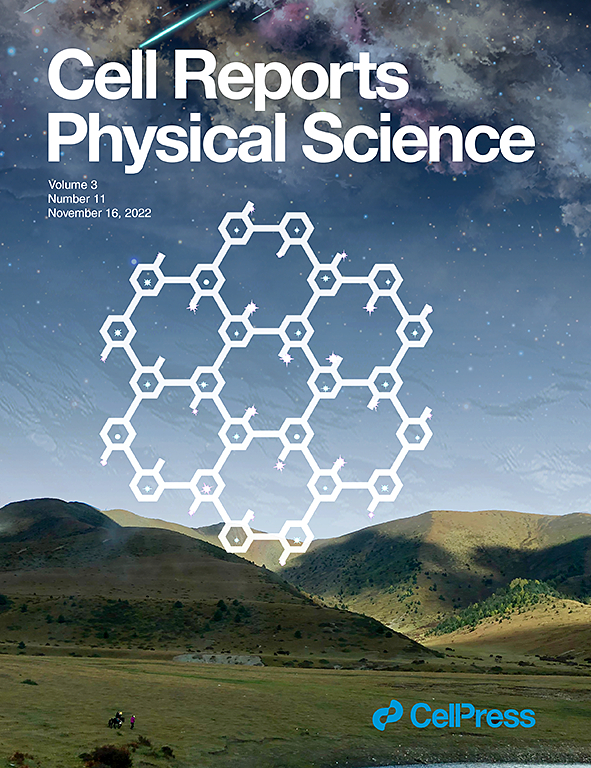 Cell Reports
Physical Science
Volume 3
Number 11
November 16, 2022
CellPress